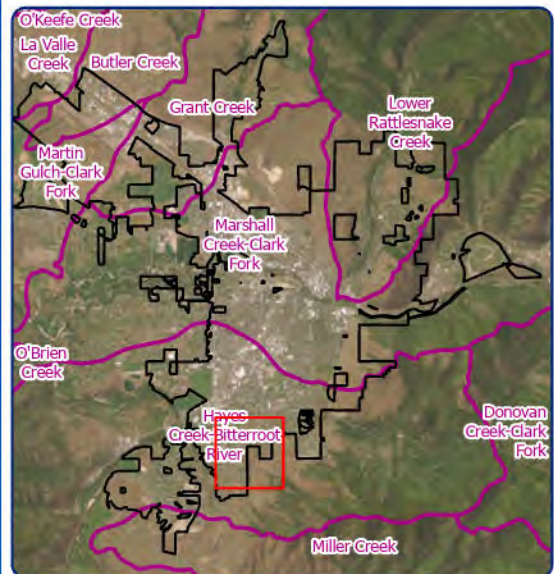 O'Keefe Creek
La Valle
Creek
Butler Creek
Grant Creek
Lower
Rattlesnake
Creek
Martin
Gulch-Clark
Fork
Marshall
Creek-Clark
Fork
O'Brien
Creek
Hayes
Creek-Bitterroot
River
Donovan
Creek-Clark
Fork
Miller Creek